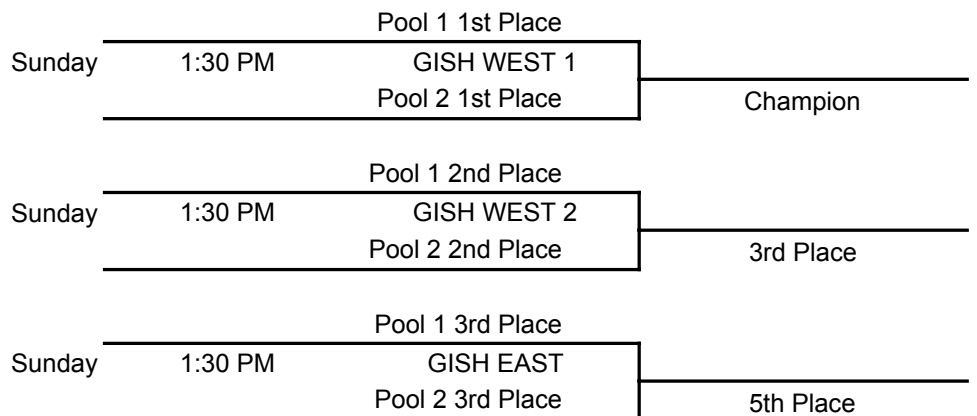 Pool 1 1st Place
Sunday 1:30 PM GISH WEST 1
Pool 2 1st Place
Champion
Pool 1 2nd Place
Sunday 1:30 PM GISH WEST 2
Pool 2 2nd Place
3rd Place
Pool 1 3rd Place
Sunday 1:30 PM GISH EAST
Pool 2 3rd Place
5th Place